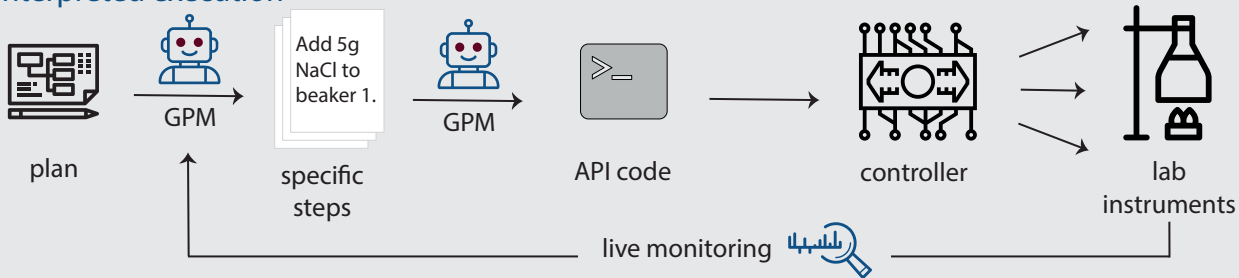 interpreted execution
Add 5g
NaCl to
beaker 1.
GPM
GPM
>_
plan
specific
steps
API code
controller
lab
instruments
live monitoring